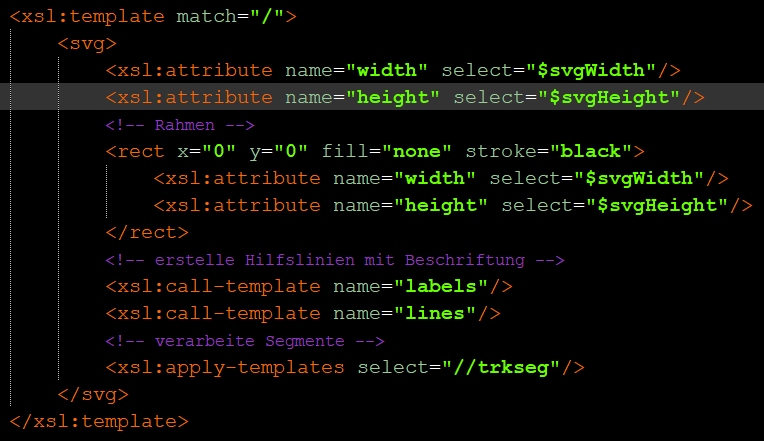 <xsl:template match="/">
<svg>
<xsl:attribute name="width" select="$svgWidth"/>
<xsl:attribute name="height" select="$svgHeight"/>
<!-- Rahmen -->
<rect x="0" y="0" fill="none" stroke="black">
<xsl:attribute name="width" select="$svgWidth"/>
<xsl:attribute name="height" select="$svgHeight"/>
</rect>
<!-- erstelle Hilfslinien mit Beschriftung -->
<xsl:call-template name="labels"/>
<xsl:call-template name="lines"/>
<!-- verarbeite Segmente -->
<xsl:apply-templates select="//trkseg"/>
</svg>
</xsl:template>